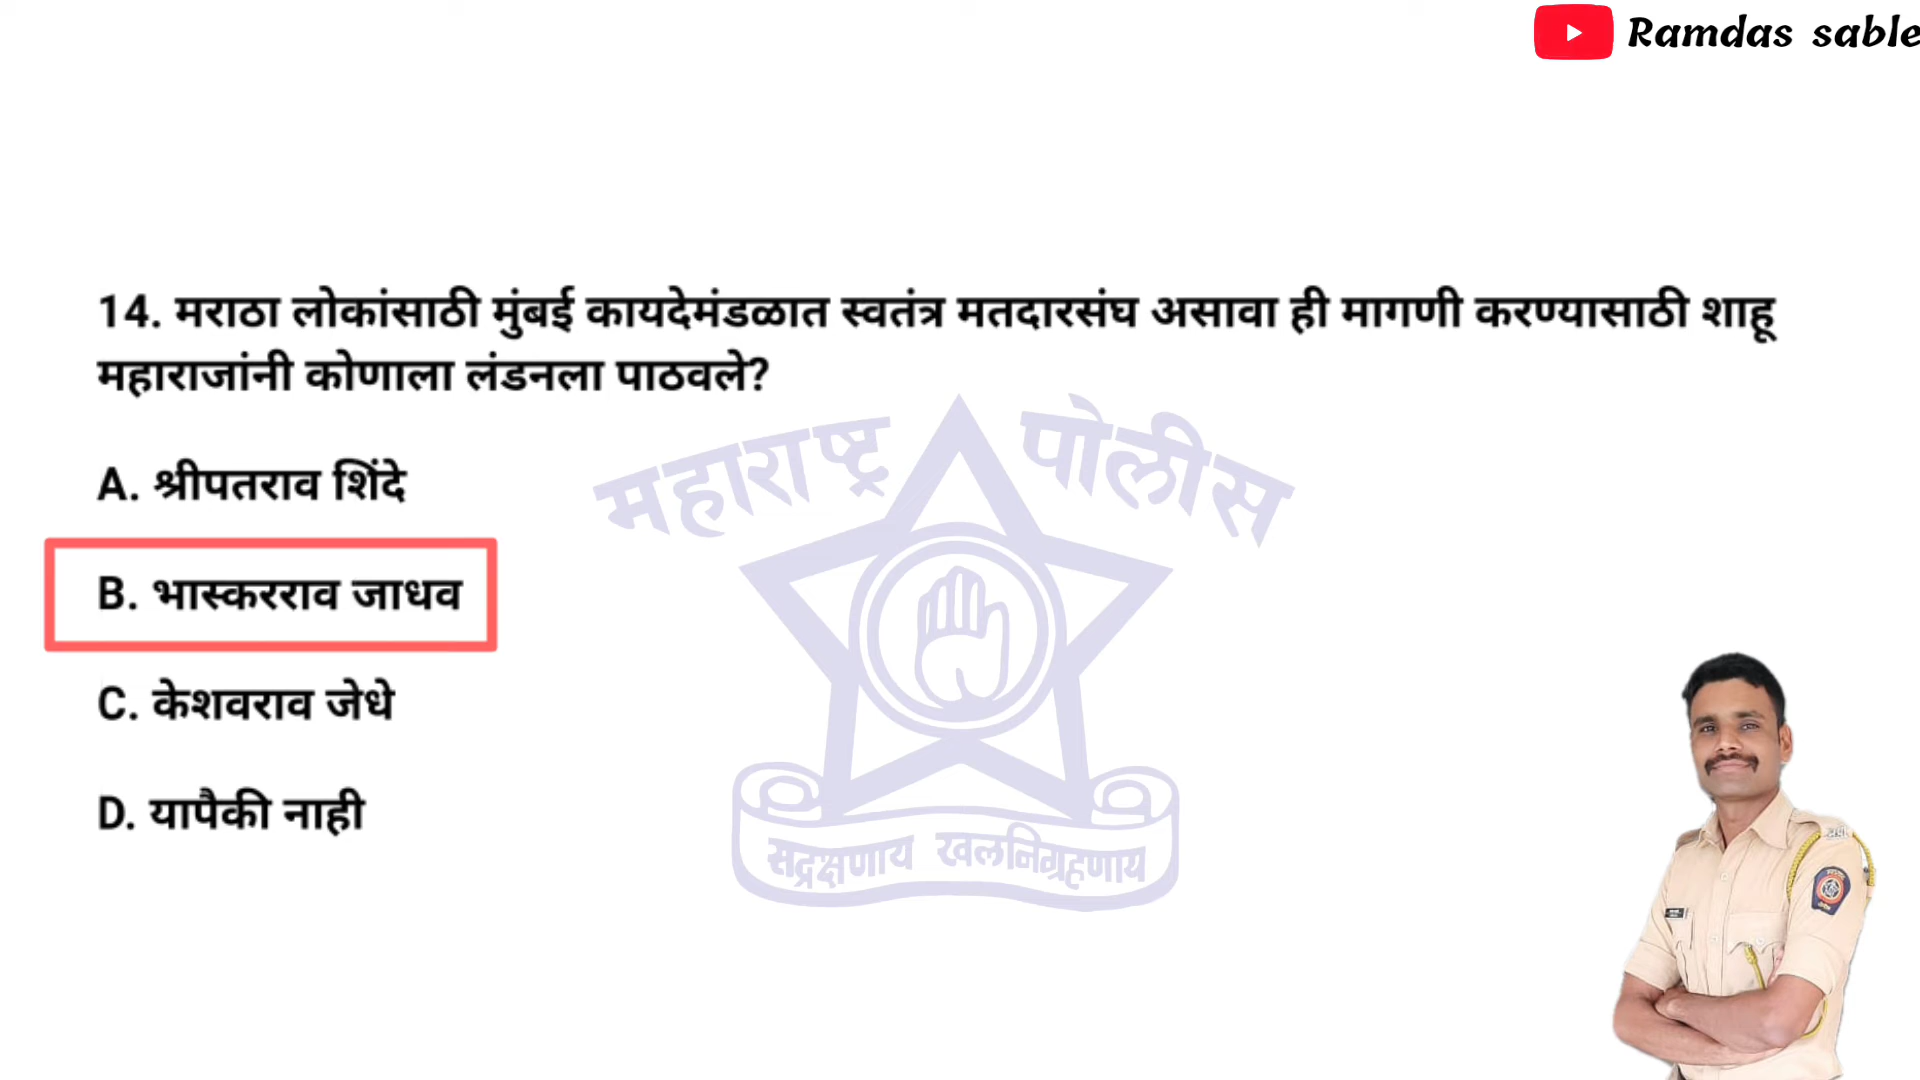 Ramdas sable
14. मराठा लोकांसाठी मुंबई कायदेमंडळात स्वतंत्र मतदारसंघ असावा ही मागणी करण्यासाठी शाहू
महाराजांनी कोणाला लंडनला पाठवले?
महाराष्ट्र पोलीस
A. श्रीपतराव शिंदे
B. भास्करराव जाधव
C. केशवराव जेधे
D. यापैकी नाही
सद्रक्षणाय खलनिग्रहणाय